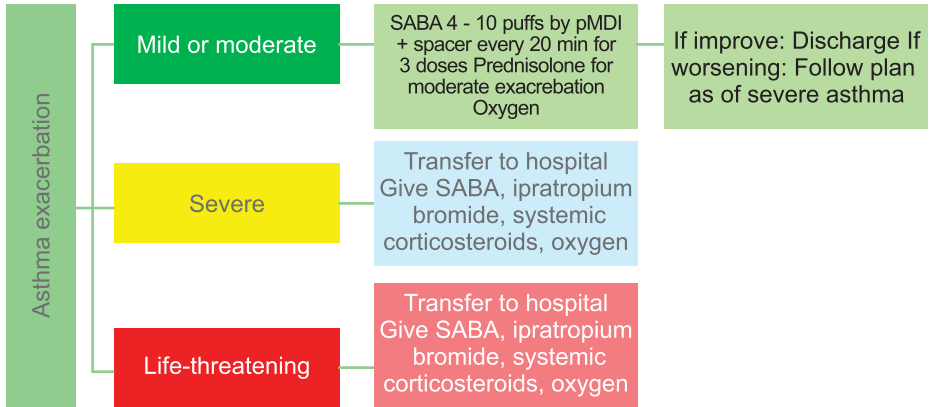 Asthma exacerbation
Mild or moderate
SABA 4 - 10 puffs by pMDI
+ spacer every 20 min for
3 doses Prednisolone for
moderate exacrebation
Oxygen
If improve: Discharge If
worsening: Follow plan
as of severe asthma
Severe
Transfer to hospital
Give SABA, ipratropium
bromide, systemic
corticosteroids, oxygen
Life-threatening
Transfer to hospital
Give SABA, ipratropium
bromide, systemic
corticosteroids, oxygen